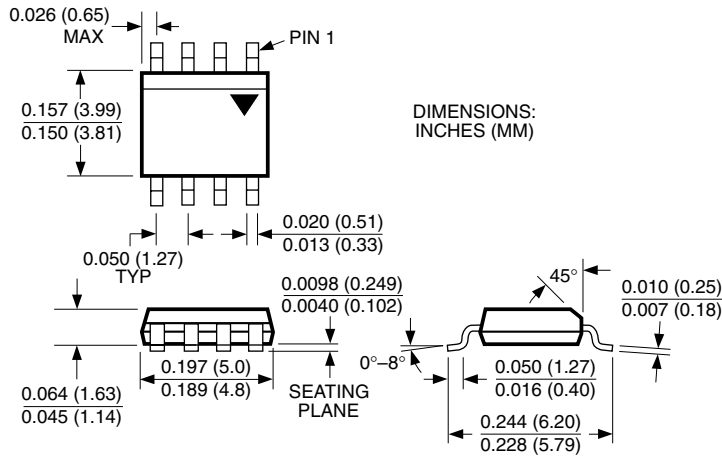 0.026 (0.65)
MAX
PIN 1
0.157 (3.99)
0.150 (3.81)
DIMENSIONS:
INCHES (MM)
0.020 (0.51)
0.013 (0.33)
0.050 (1.27)
TYP
0.0098 (0.249)
0.0040 (0.102)
45°
0.010 (0.25)
0.007 (0.18)
0°–8°
0.197 (5.0)
0.189 (4.8)
SEATING
PLANE
0.050 (1.27)
0.016 (0.40)
0.064 (1.63)
0.045 (1.14)
0.244 (6.20)
0.228 (5.79)